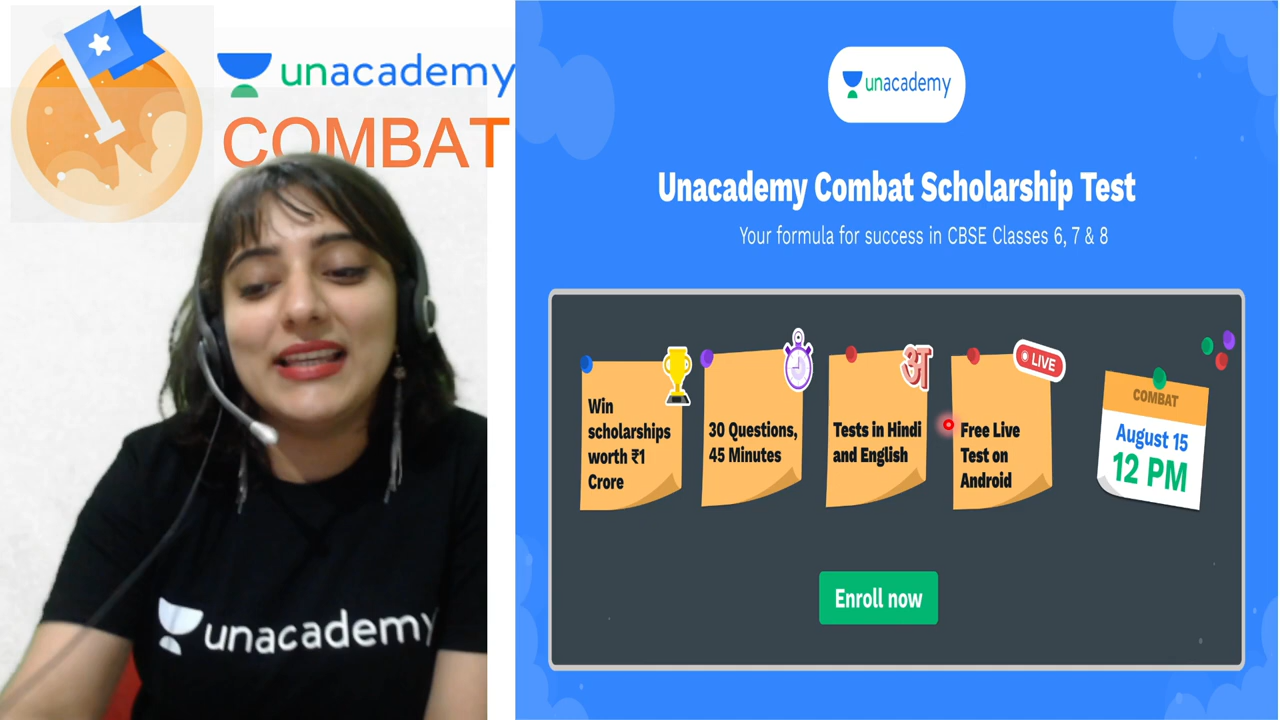 unacademy
COMBAT
unacademy
unacademy
Unacademy Combat Scholarship Test
Your formula for success in CBSE Classes 6, 7 & 8
Win
scholarships
worth ₹1
Crore
30 Questions,
45 Minutes
अ
Tests in Hindi
and English
LIVE
Free Live
Test on
Android
COMBAT
August 15
12 PM
Enroll now